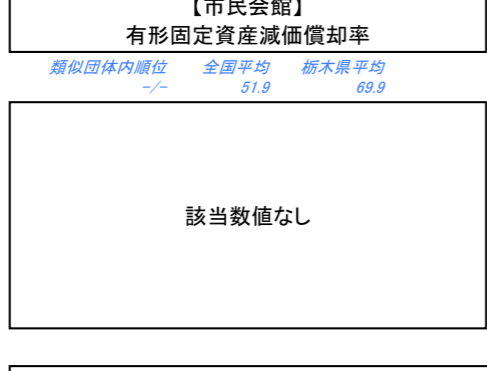 【市民会館】
有形固定資産減価償却率
類似団体内順位 全国平均 栃木県平均
-/- 51.9 69.9
該当数値なし